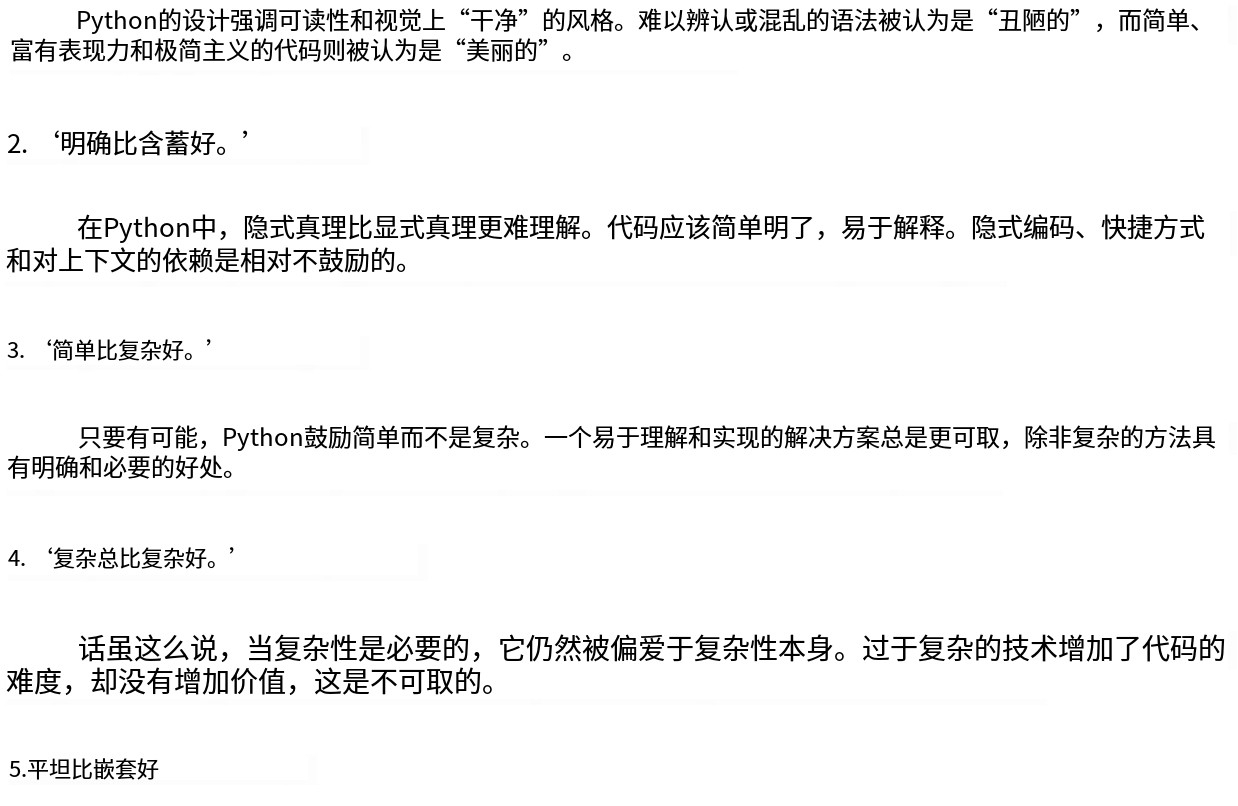 Python的设计强调可读性和视觉上“干净”的风格。难以辨认或混乱的语法被认为是“丑陋的”，而简单、
富有表现力和极简主义的代码则被认为是“美丽的”。
2. ‘明确比含蓄好。’
在Python中，隐式真理比显式真理更难理解。代码应该简单明了，易于解释。隐式编码、快捷方式
和对上下文的依赖是相对不鼓励的。
3. ‘简单比复杂好。’
只要有可能，Python鼓励简单而不是复杂。一个易于理解和实现的解决方案总是更可取，除非复杂的方法具
有明确和必要的好处。
4. ‘复杂总比复杂好。’
话虽这么说，当复杂性是必要的，它仍然被偏爱于复杂性本身。过于复杂的技术增加了代码的
难度，却没有增加价值，这是不可取的。
5.平坦比嵌套好